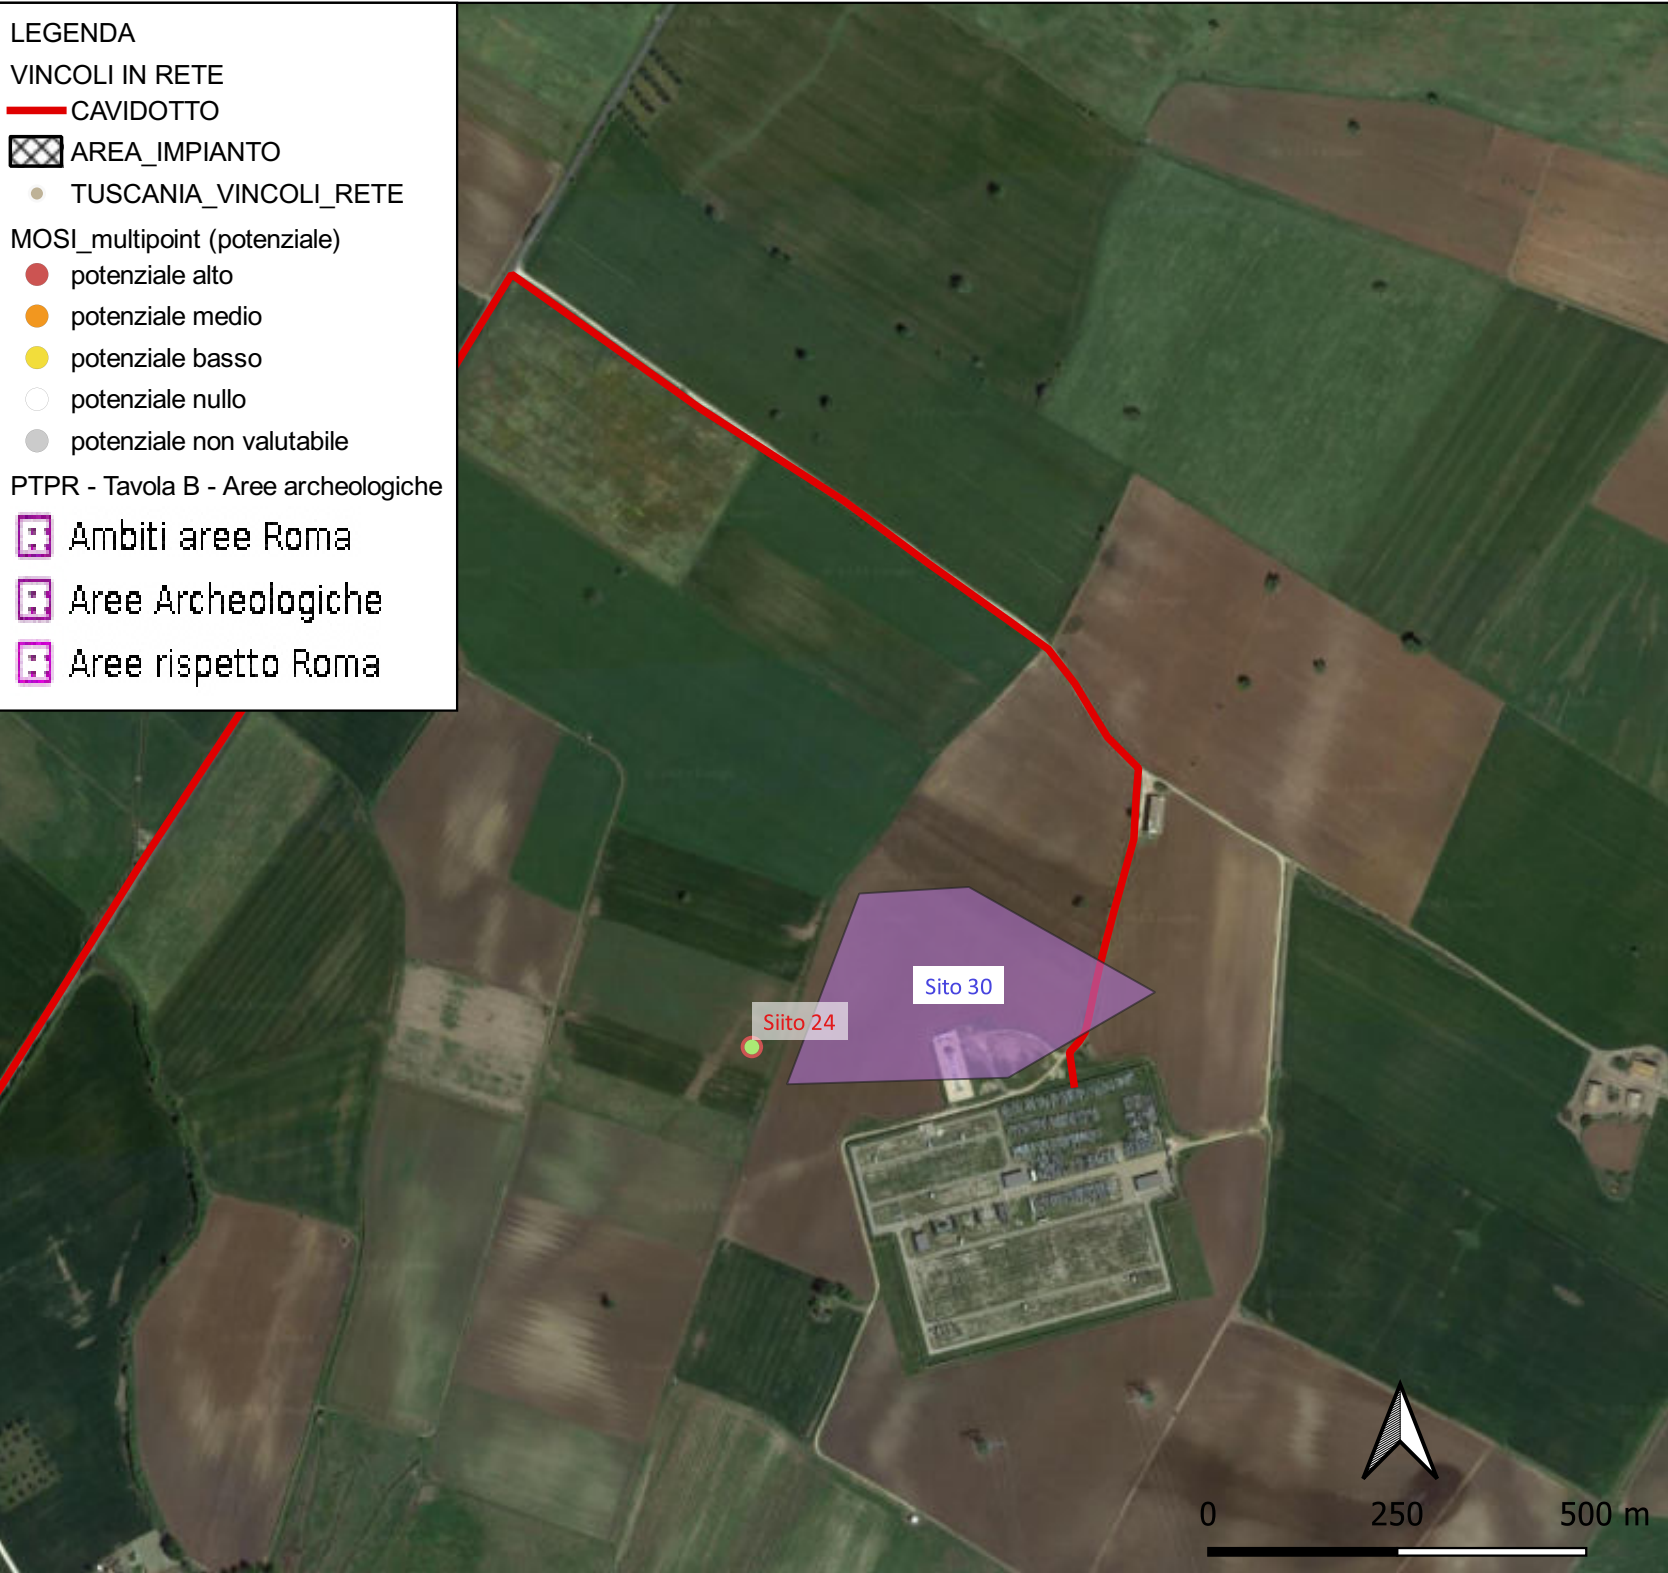 LEGENDA
VINCOLI IN RETE
CAVIDOTTO
AREA_IMPIANTO
TUSCANIA_VINCOLI_RETE
MOSI_multipoint (potenziale)
potenziale alto
potenziale medio
potenziale basso
potenziale nullo
potenziale non valutabile
PTPR - Tavola B - Aree archeologiche
Ambiti aree Roma
Aree Archeologiche
Aree rispetto Roma
Sito 30
Siito 24
0 250 500 m